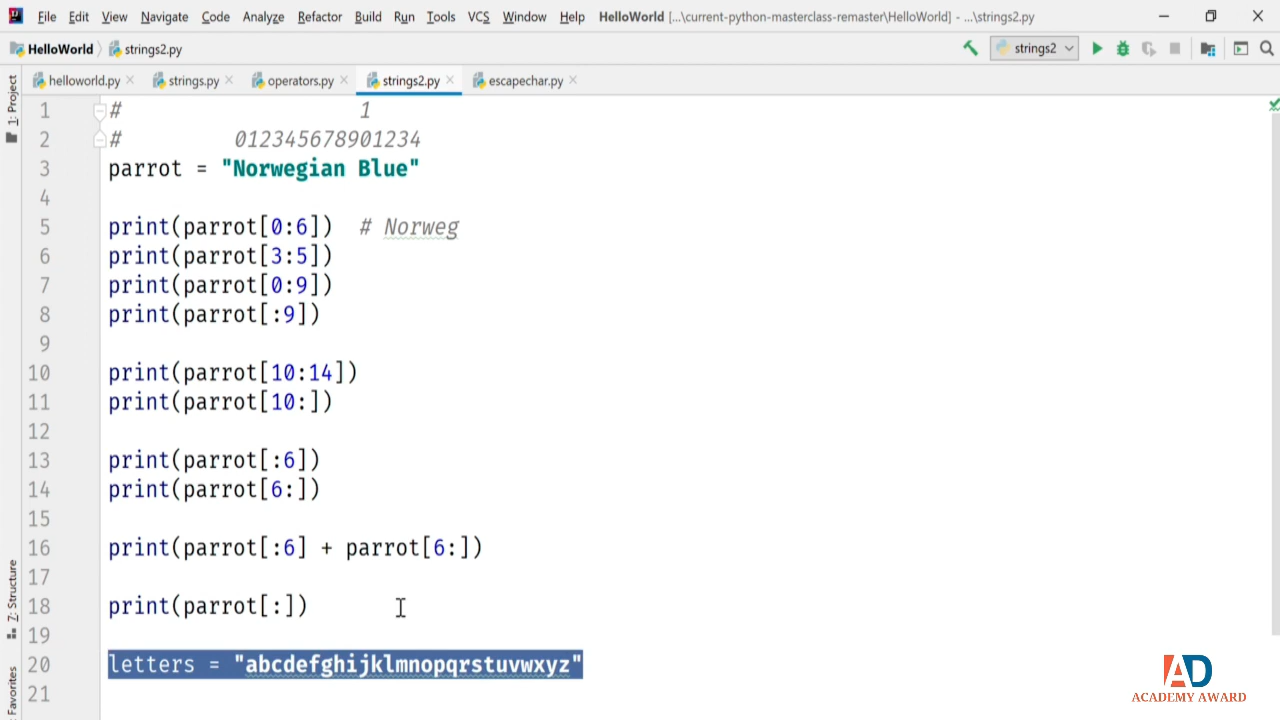 File Edit View Navigate Code Analyze Refactor Build Run Tools VCS Window Help HelloWorld [...\current-python-masterclass-remaster\HelloWorld] - ...\strings2.py
HelloWorld strings2.py
strings2
helloworld.py strings.py operators.py strings2.py escapechar.py
1: Project
7: Structure
Favorites
1 # 1
2 # 012345678901234
3 parrot = "Norwegian Blue"
4
5 print(parrot[0:6]) # Norweg
6 print(parrot[3:5])
7 print(parrot[0:9])
8 print(parrot[:9])
9
10 print(parrot[10:14])
11 print(parrot[10:])
12
13 print(parrot[:6])
14 print(parrot[6:])
15
16 print(parrot[:6] + parrot[6:])
17
18 print(parrot[:])
19
20 letters = "abcdefghijklmnopqrstuvwxyz"
21
AD
ACADEMY AWARD